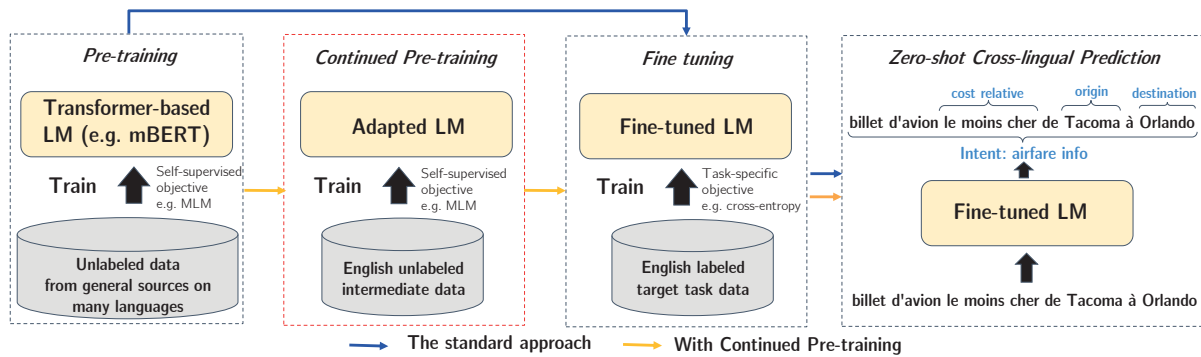 Pre-training
Transformer-based
LM (e.g. mBERT)
Train
Self-supervised
objective
e.g. MLM
Unlabeled data
from general sources on
many languages
Continued Pre-training
Adapted LM
Train
Self-supervised
objective
e.g. MLM
English unlabeled
intermediate data
Fine tuning
Fine-tuned LM
Train
Task-specific
objective
e.g. cross-entropy
English labeled
target task data
Zero-shot Cross-lingual Prediction
cost relative origin destination
billet d'avion le moins cher de Tacoma à Orlando
Intent: airfare info
Fine-tuned LM
billet d'avion le moins cher de Tacoma à Orlando
The standard approach
With Continued Pre-training